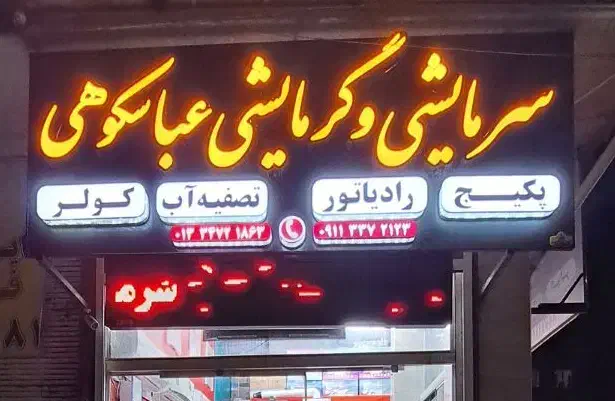 سرمایشی و گرمایشی عباسکوهی
پکیج رادیاتور تصفیه آب کولر
۰۹۱۱ ۳۳۷ ۲۱۲۳ ۰۱۳ ۳۳۷۲ ۱۸۶۳